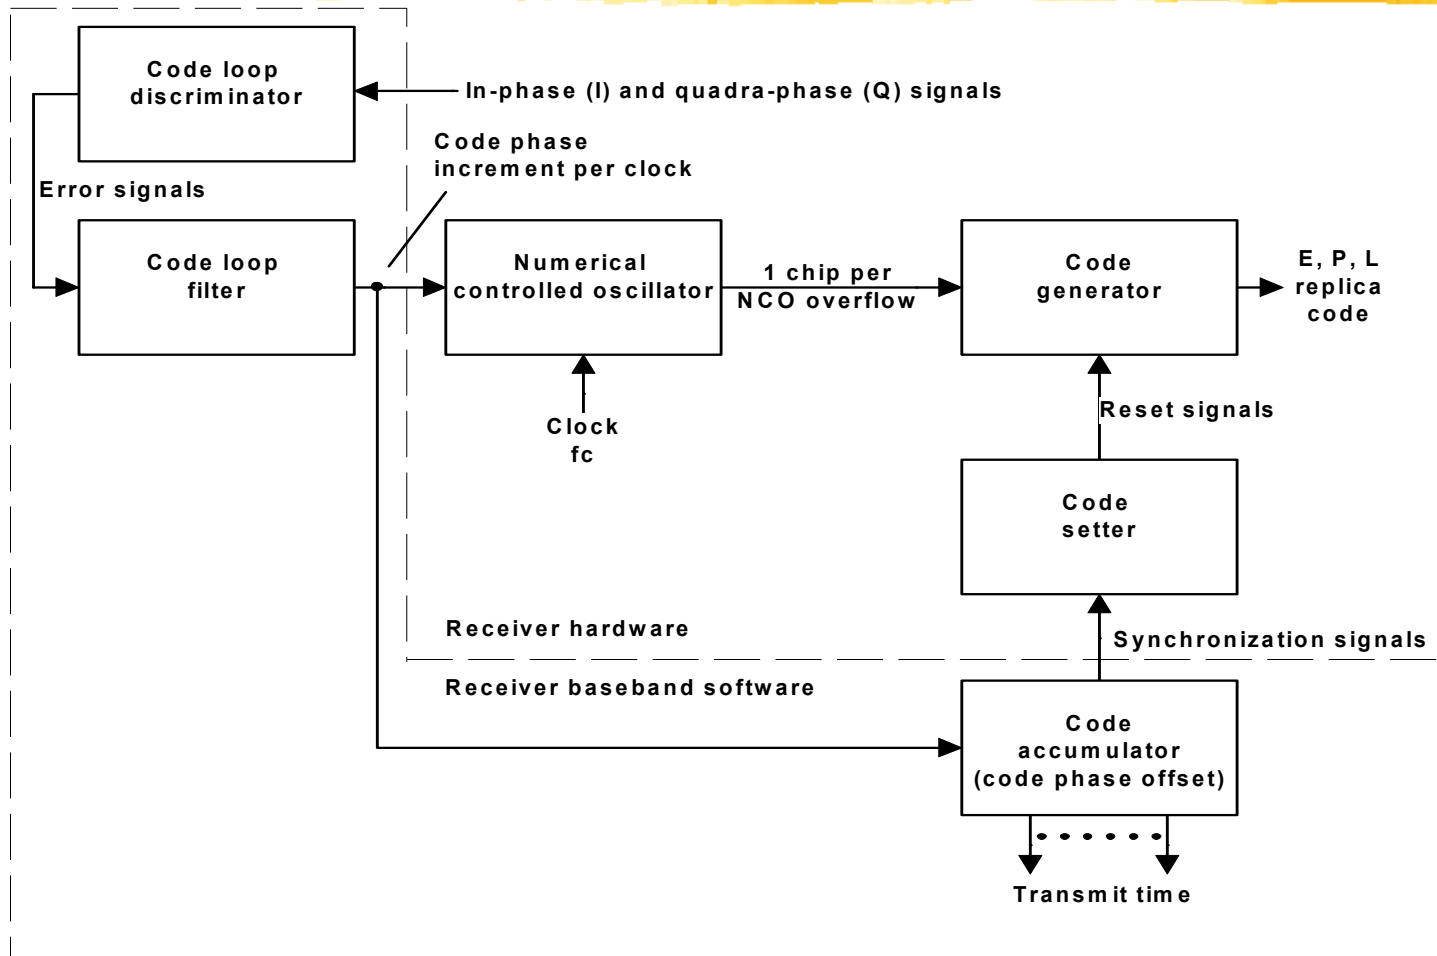 Code loop
discriminator
In-phase (I) and quadra-phase (Q) signals
Code phase
increment per clock
Error signals
Code loop
filter
Numerical
controlled oscillator
1 chip per
NCO overflow
Code
generator
E, P, L
replica
code
Clock
fc
Reset signals
Code
setter
Receiver hardware
Synchronization signals
Receiver baseband software
Code
accumulator
(code phase offset)
Transmit time